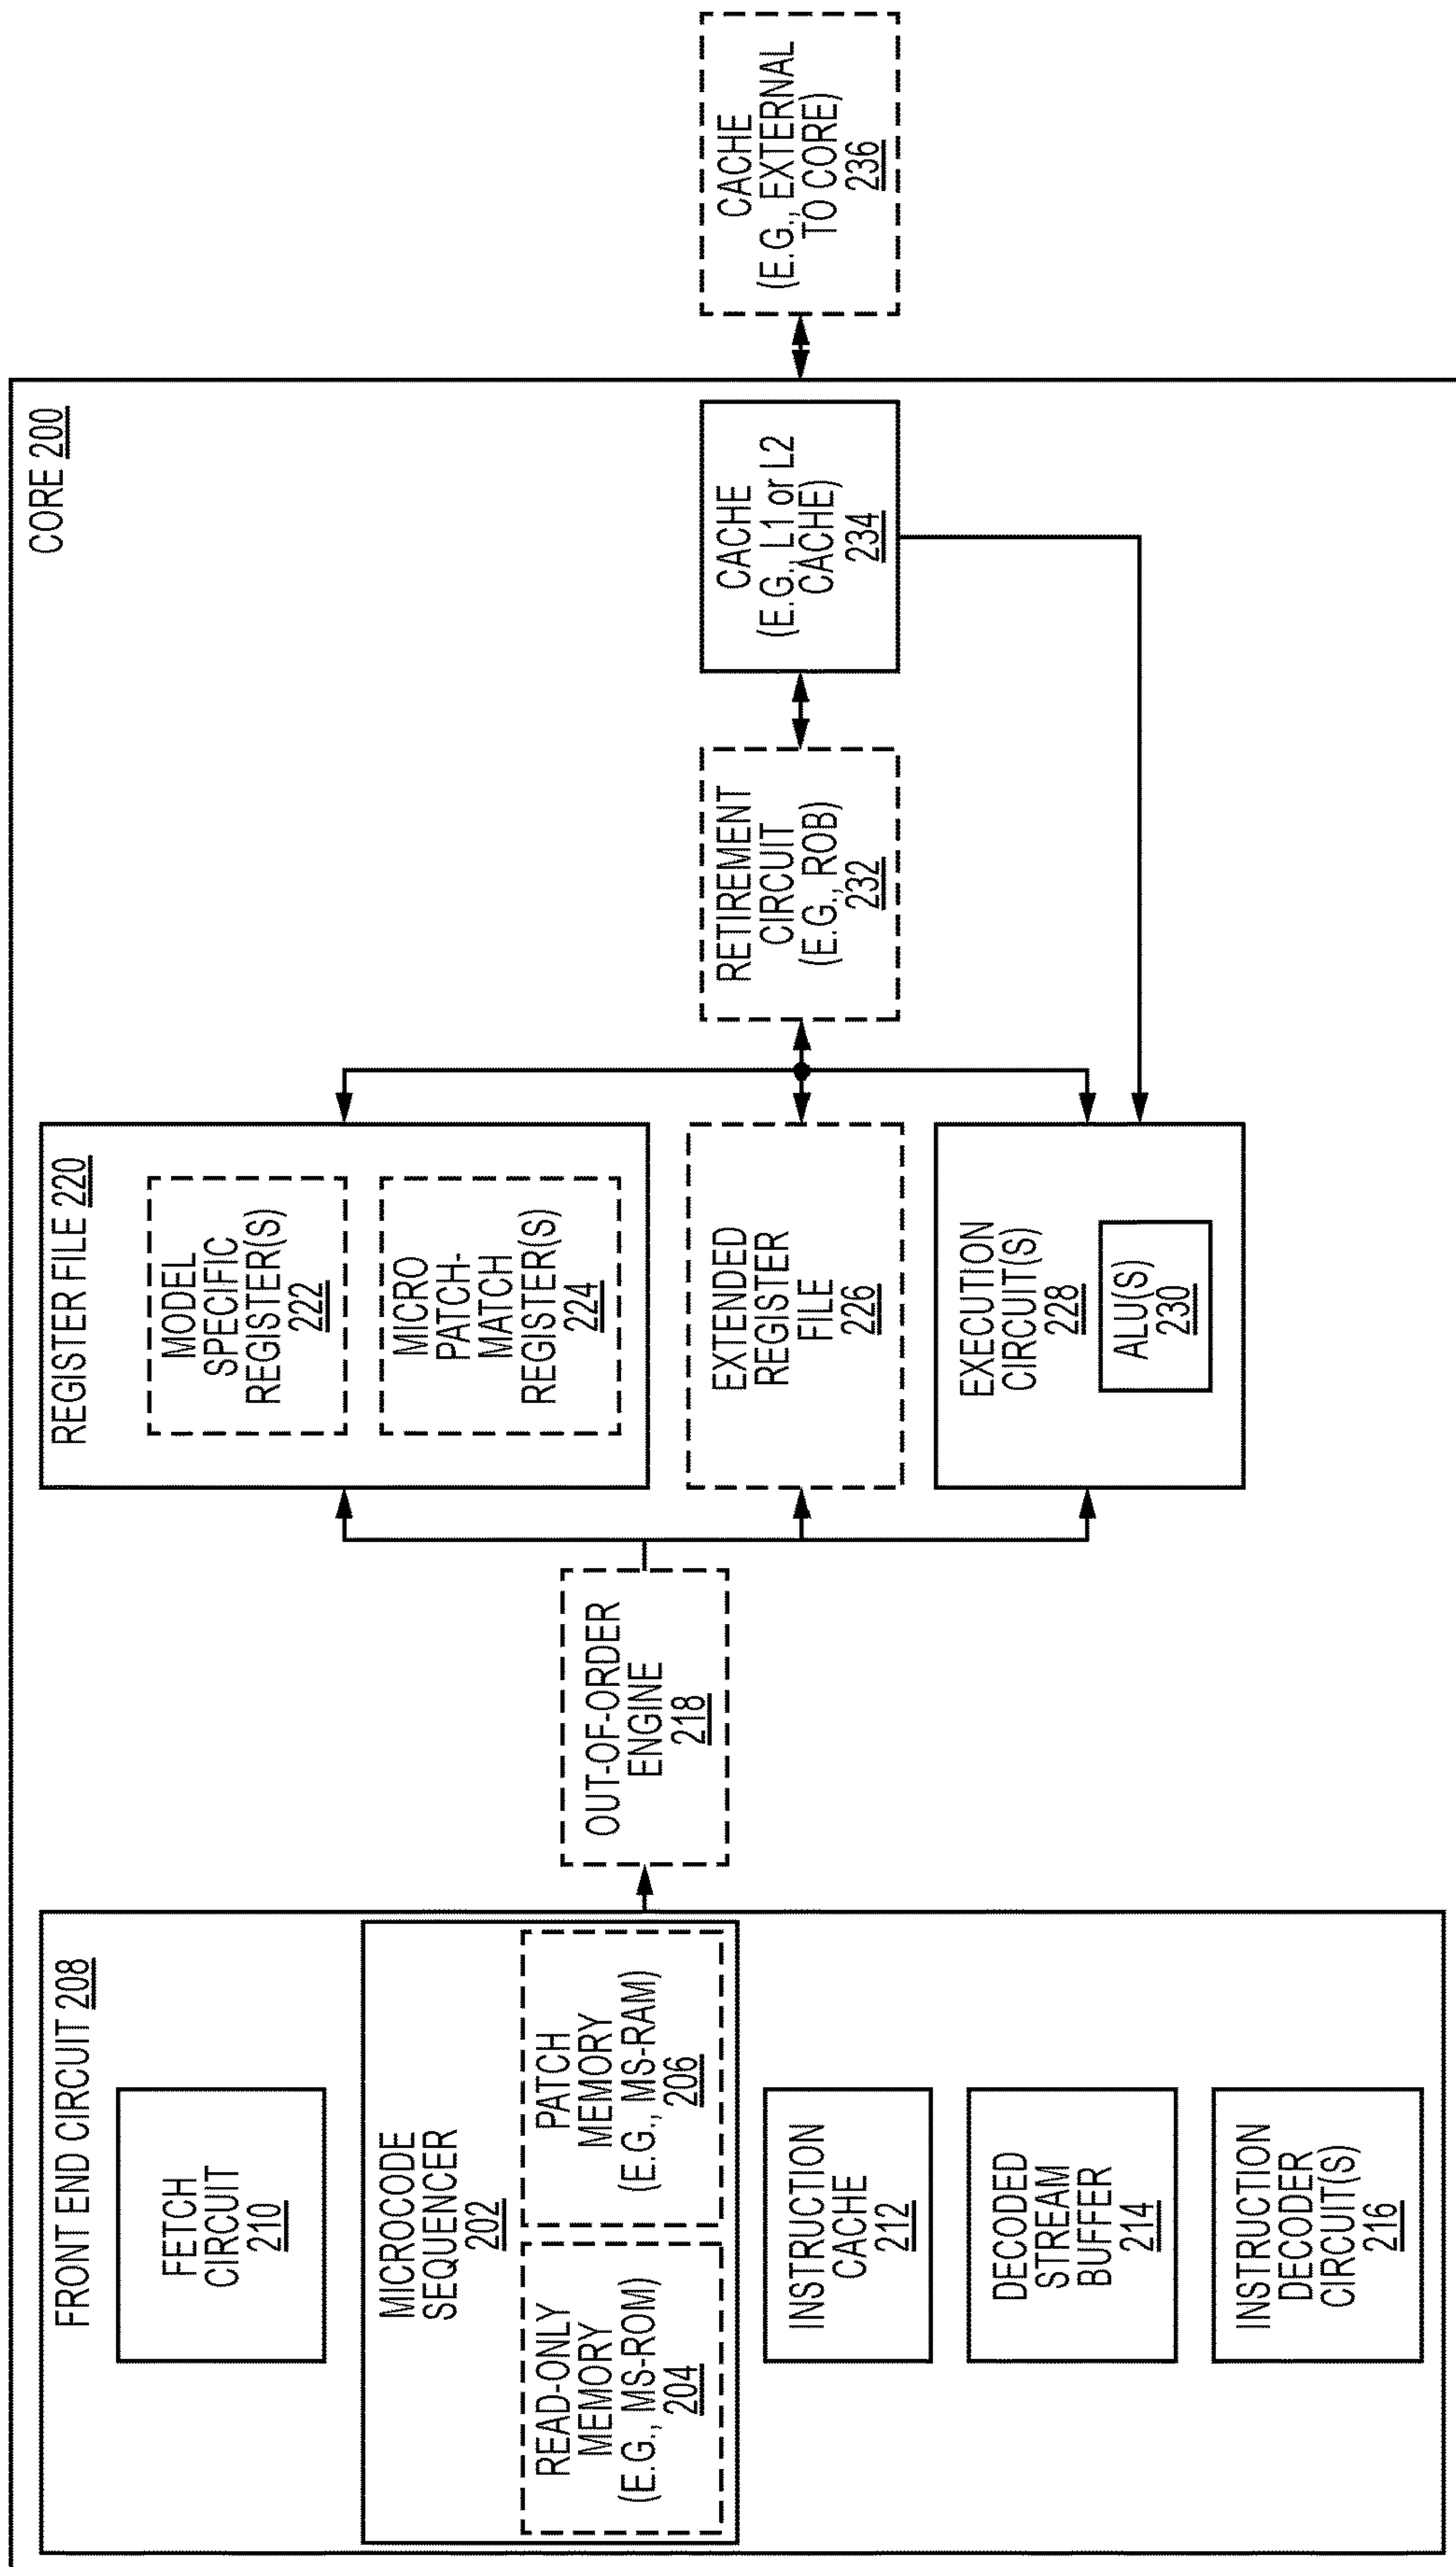 CORE 200
FRONT END CIRCUIT 208
FETCH
CIRCUIT
210
MICROCODE
SEQUENCER
202
READ-ONLY
MEMORY
(E.G., MS-ROM)
204
PATCH
MEMORY
(E.G., MS-RAM)
206
INSTRUCTION
CACHE
212
DECODED
STREAM
BUFFER
214
INSTRUCTION
DECODER
CIRCUIT(S)
216
OUT-OF-ORDER
ENGINE
218
REGISTER FILE 220
MODEL
SPECIFIC
REGISTER(S)
222
MICRO
PATCH-
MATCH
REGISTER(S)
224
EXTENDED
REGISTER
FILE
226
EXECUTION
CIRCUIT(S)
228
ALU(S)
230
RETIREMENT
CIRCUIT
(E.G., ROB)
232
CACHE
(E.G., L1 or L2
CACHE)
234
CACHE
(E.G., EXTERNAL
TO CORE)
236